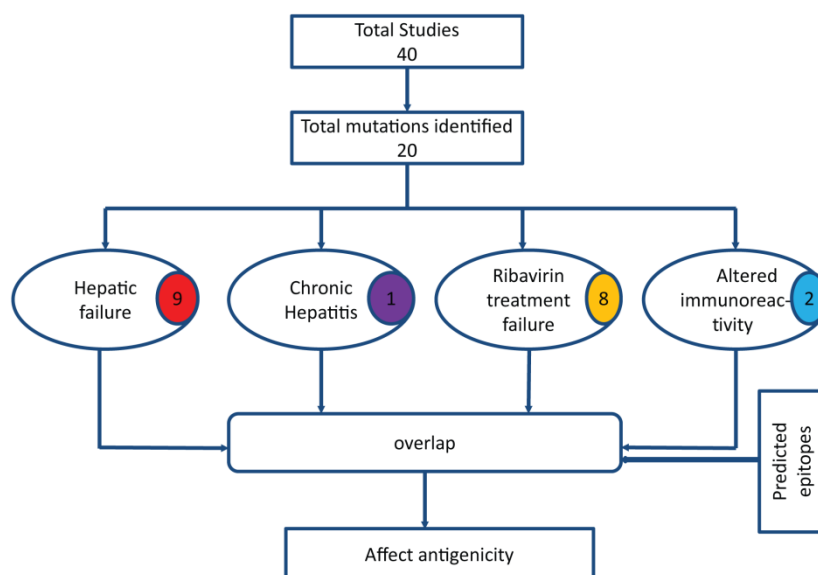 Total Studies
40
Total mutations identified
20
Hepatic
failure
9
Chronic
Hepatitis
1
Ribavirin
treatment
failure
8
Altered
immunoreac-
tivity
2
overlap
Predicted
epitopes
Affect antigenicity